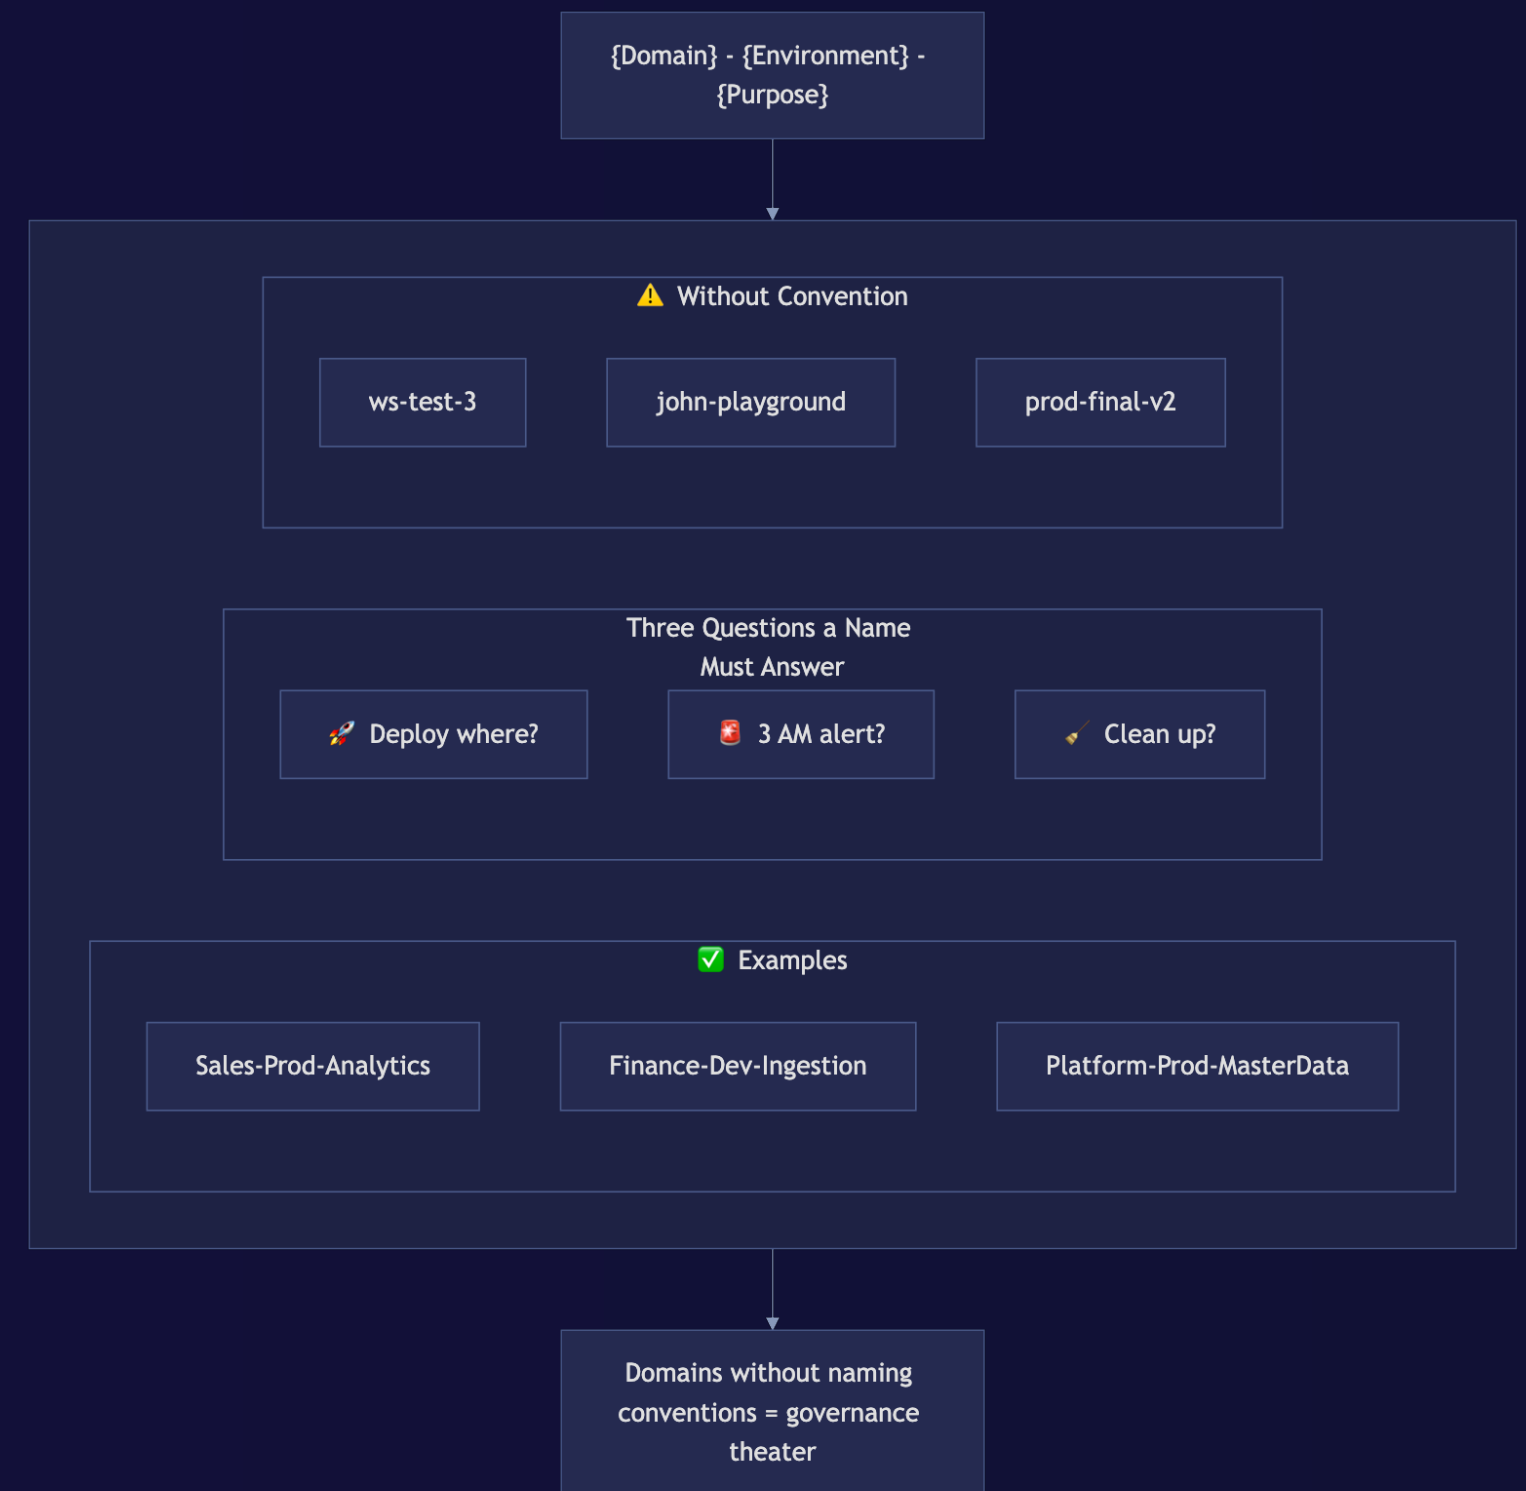 {Domain} - {Environment} -
{Purpose}
⚠️ Without Convention
ws-test-3
john-playground
prod-final-v2
Three Questions a Name
Must Answer
🚀 Deploy where?
🚨 3 AM alert?
🧹 Clean up?
✅ Examples
Sales-Prod-Analytics
Finance-Dev-Ingestion
Platform-Prod-MasterData
Domains without naming
conventions = governance
theater